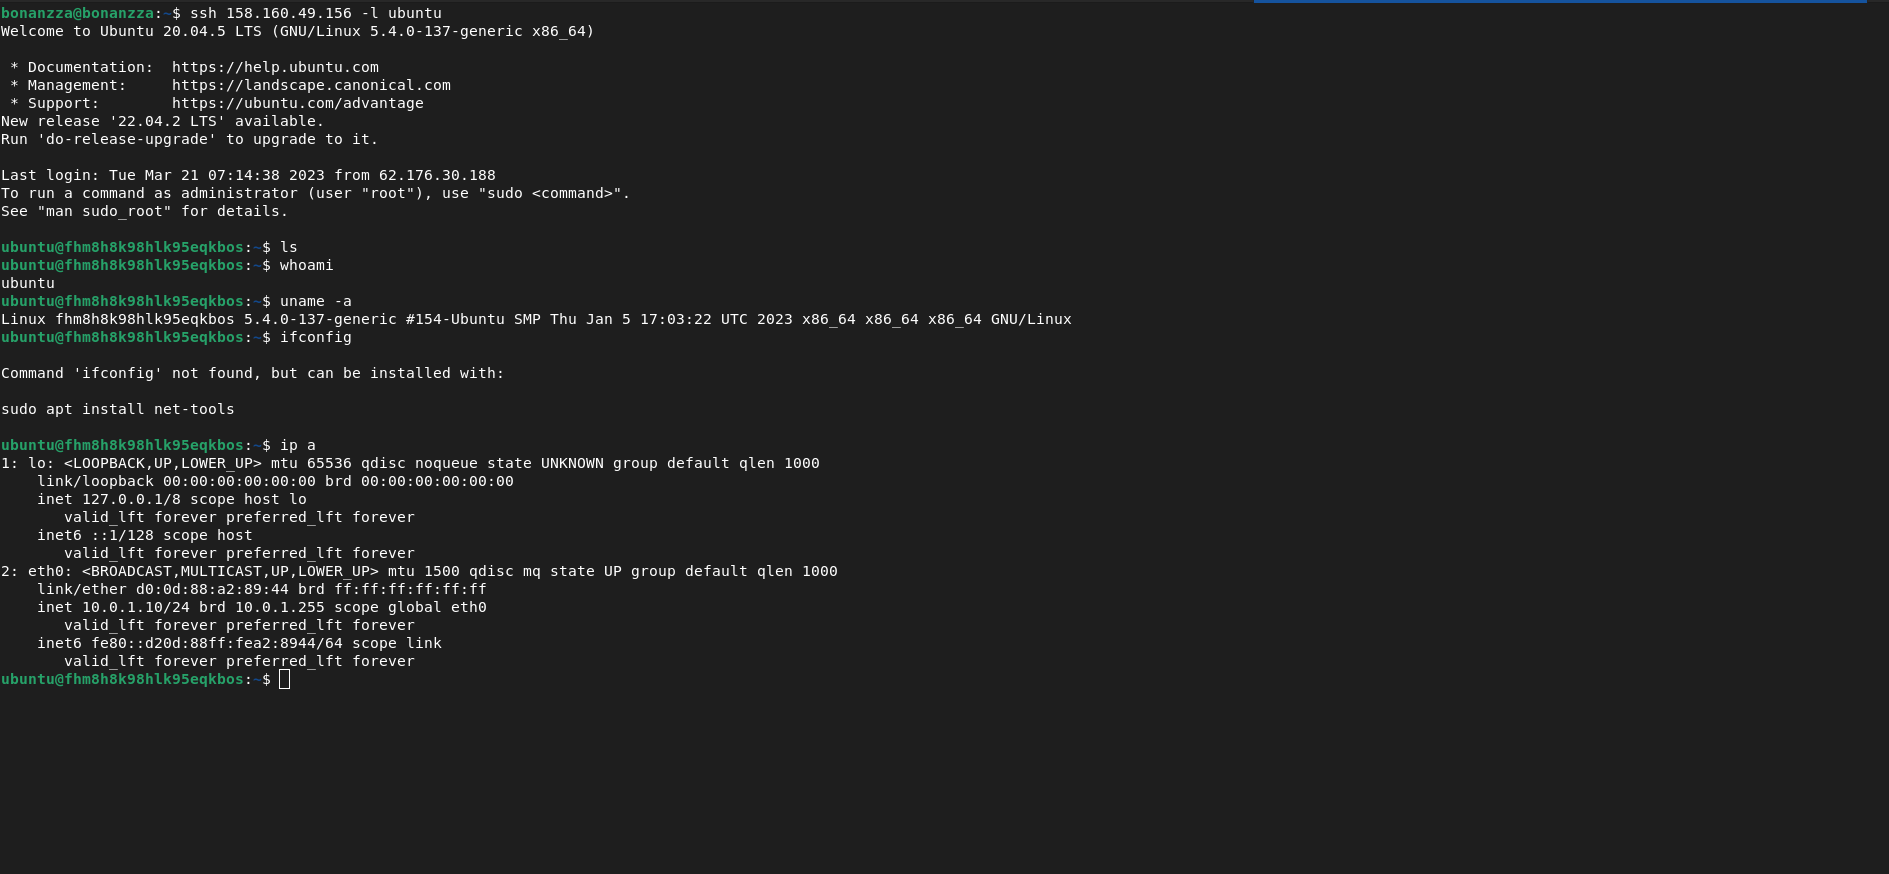 bonanzza@bonanzza:~$ ssh 158.160.49.156 -l ubuntu
Welcome to Ubuntu 20.04.5 LTS (GNU/Linux 5.4.0-137-generic x86_64)

 * Documentation:  https://help.ubuntu.com
 * Management:     https://landscape.canonical.com
 * Support:        https://ubuntu.com/advantage
New release '22.04.2 LTS' available.
Run 'do-release-upgrade' to upgrade to it.

Last login: Tue Mar 21 07:14:38 2023 from 62.176.30.188
To run a command as administrator (user "root"), use "sudo <command>".
See "man sudo_root" for details.

ubuntu@fhm8h8k98hlk95eqkbos:~$ ls
ubuntu@fhm8h8k98hlk95eqkbos:~$ whoami
ubuntu
ubuntu@fhm8h8k98hlk95eqkbos:~$ uname -a
Linux fhm8h8k98hlk95eqkbos 5.4.0-137-generic #154-Ubuntu SMP Thu Jan 5 17:03:22 UTC 2023 x86_64 x86_64 x86_64 GNU/Linux
ubuntu@fhm8h8k98hlk95eqkbos:~$ ifconfig

Command 'ifconfig' not found, but can be installed with:

sudo apt install net-tools

ubuntu@fhm8h8k98hlk95eqkbos:~$ ip a
1: lo: <LOOPBACK,UP,LOWER_UP> mtu 65536 qdisc noqueue state UNKNOWN group default qlen 1000
    link/loopback 00:00:00:00:00:00 brd 00:00:00:00:00:00
    inet 127.0.0.1/8 scope host lo
       valid_lft forever preferred_lft forever
    inet6 ::1/128 scope host
       valid_lft forever preferred_lft forever
2: eth0: <BROADCAST,MULTICAST,UP,LOWER_UP> mtu 1500 qdisc mq state UP group default qlen 1000
    link/ether d0:0d:88:a2:89:44 brd ff:ff:ff:ff:ff:ff
    inet 10.0.1.10/24 brd 10.0.1.255 scope global eth0
       valid_lft forever preferred_lft forever
    inet6 fe80::d20d:88ff:fea2:8944/64 scope link
       valid_lft forever preferred_lft forever
ubuntu@fhm8h8k98hlk95eqkbos:~$